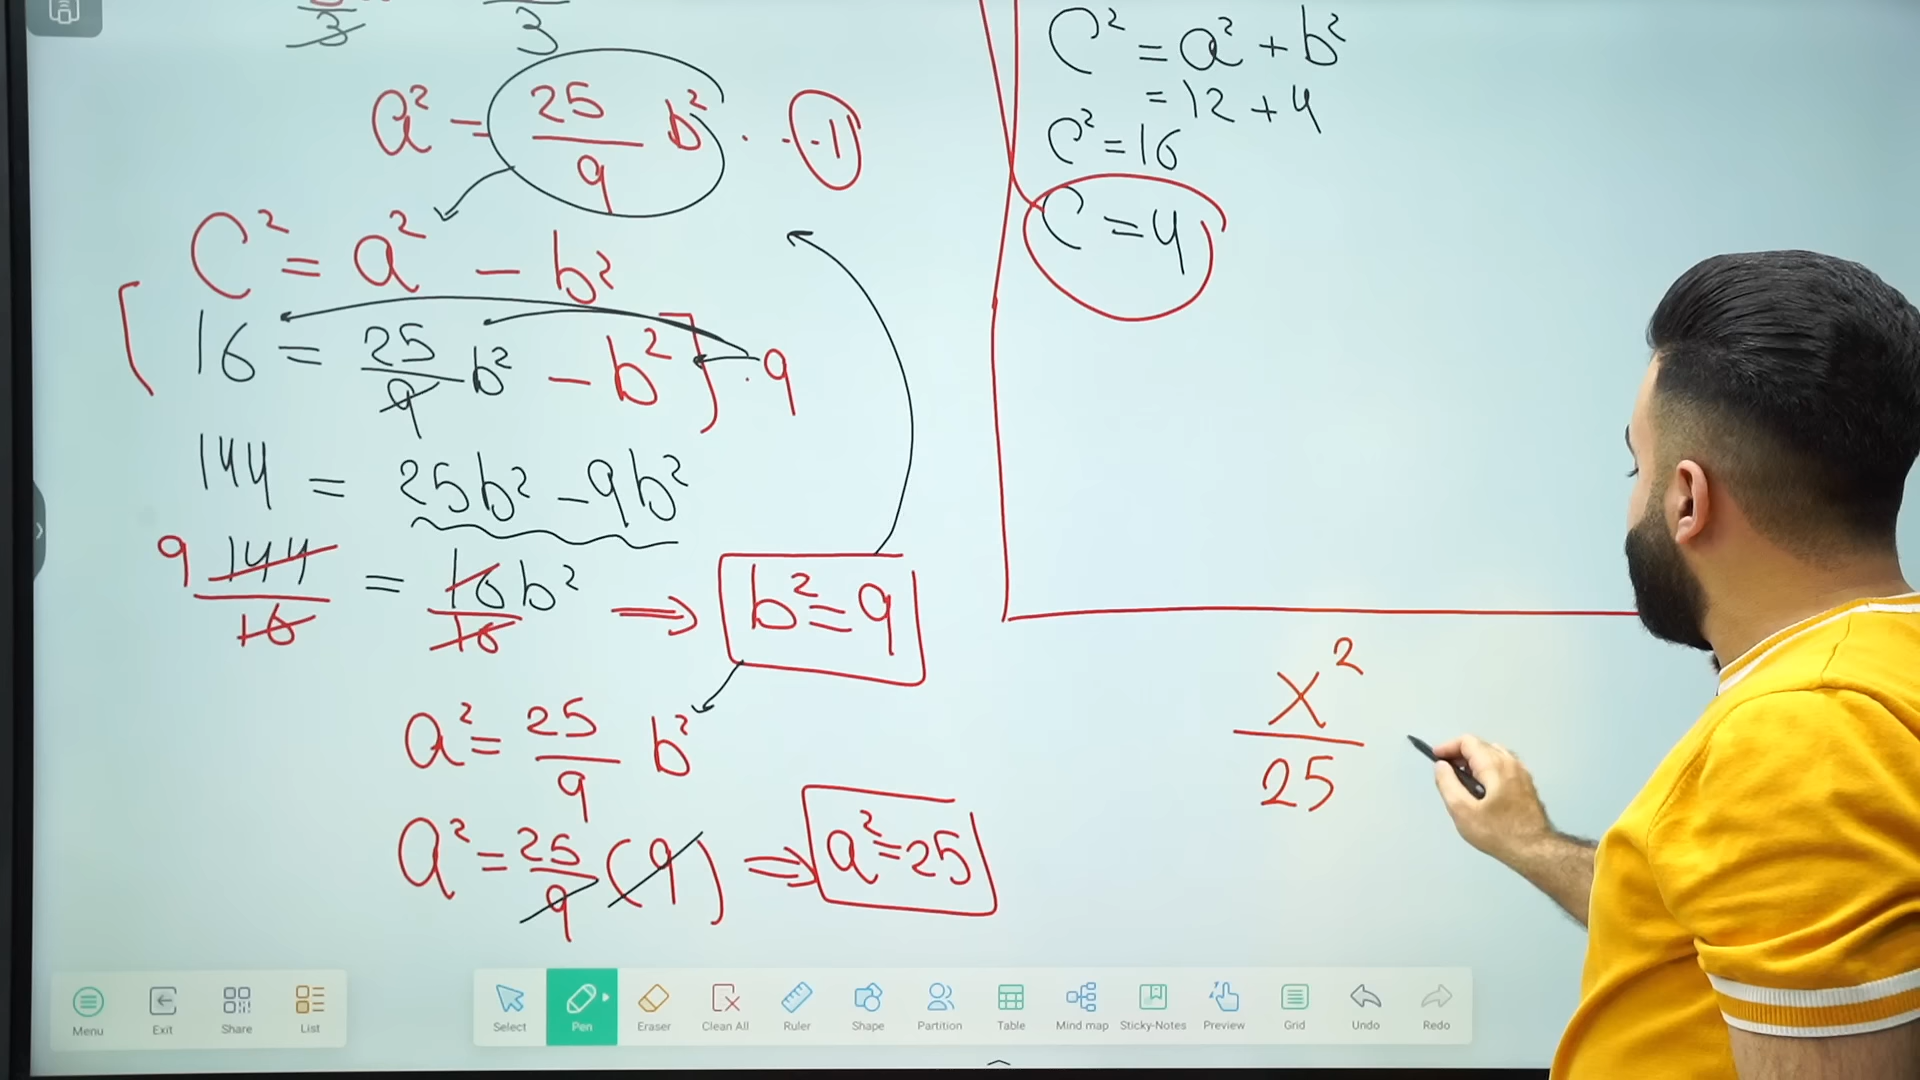 3 3
a² = 25/9 b² · · -1
C² = a² - b²
[16 = 25/9 b² - b²] · 9
144 = 25b² - 9b²
9 144/16 = 16b²/16 ⇒ b² = 9
a² = 25/9 b²
a² = 25/9 (9) ⇒ a² = 25
C² = a² + b²
= 12 + 4
C² = 16
C = 4
x²/25
Menu Exit Share List Select Pen Eraser Clean All Ruler Shape Partition Table Mind map Sticky-Notes Preview Grid Undo Redo